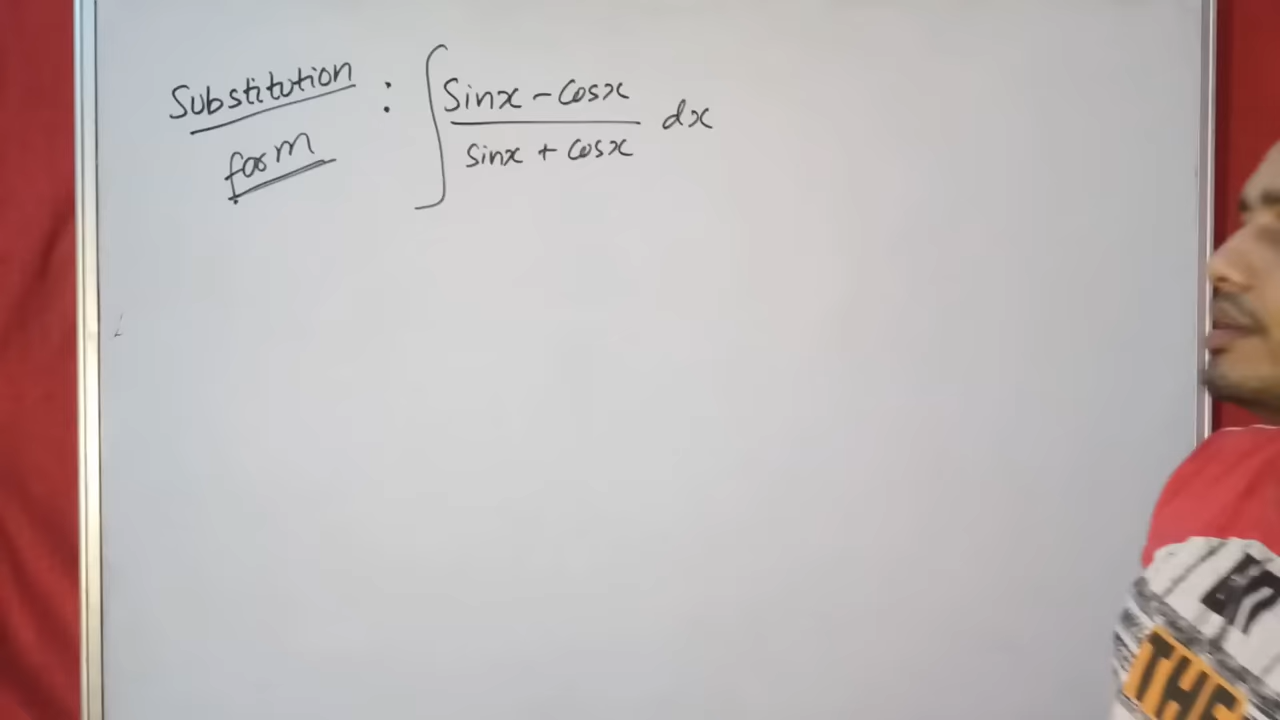 Substitution form : ∫ Sinx - Cosx / Sinx + Cosx dx
THE